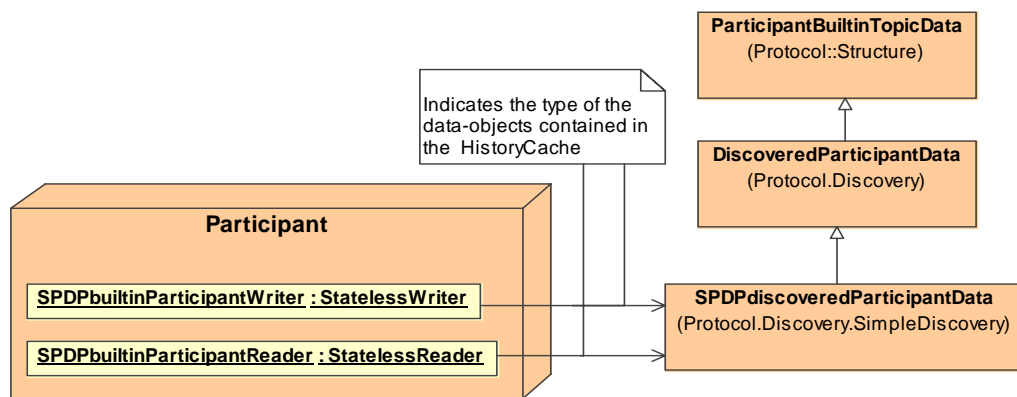 ParticipantBuiltinTopicData
(Protocol::Structure)
Indicates the type of the
data-objects contained in
the HistoryCache
DiscoveredParticipantData
(Protocol.Discovery)
Participant
SPDPbuiltinParticipantWriter : StatelessWriter
SPDPdiscoveredParticipantData
(Protocol.Discovery.SimpleDiscovery)
SPDPbuiltinParticipantReader : StatelessReader